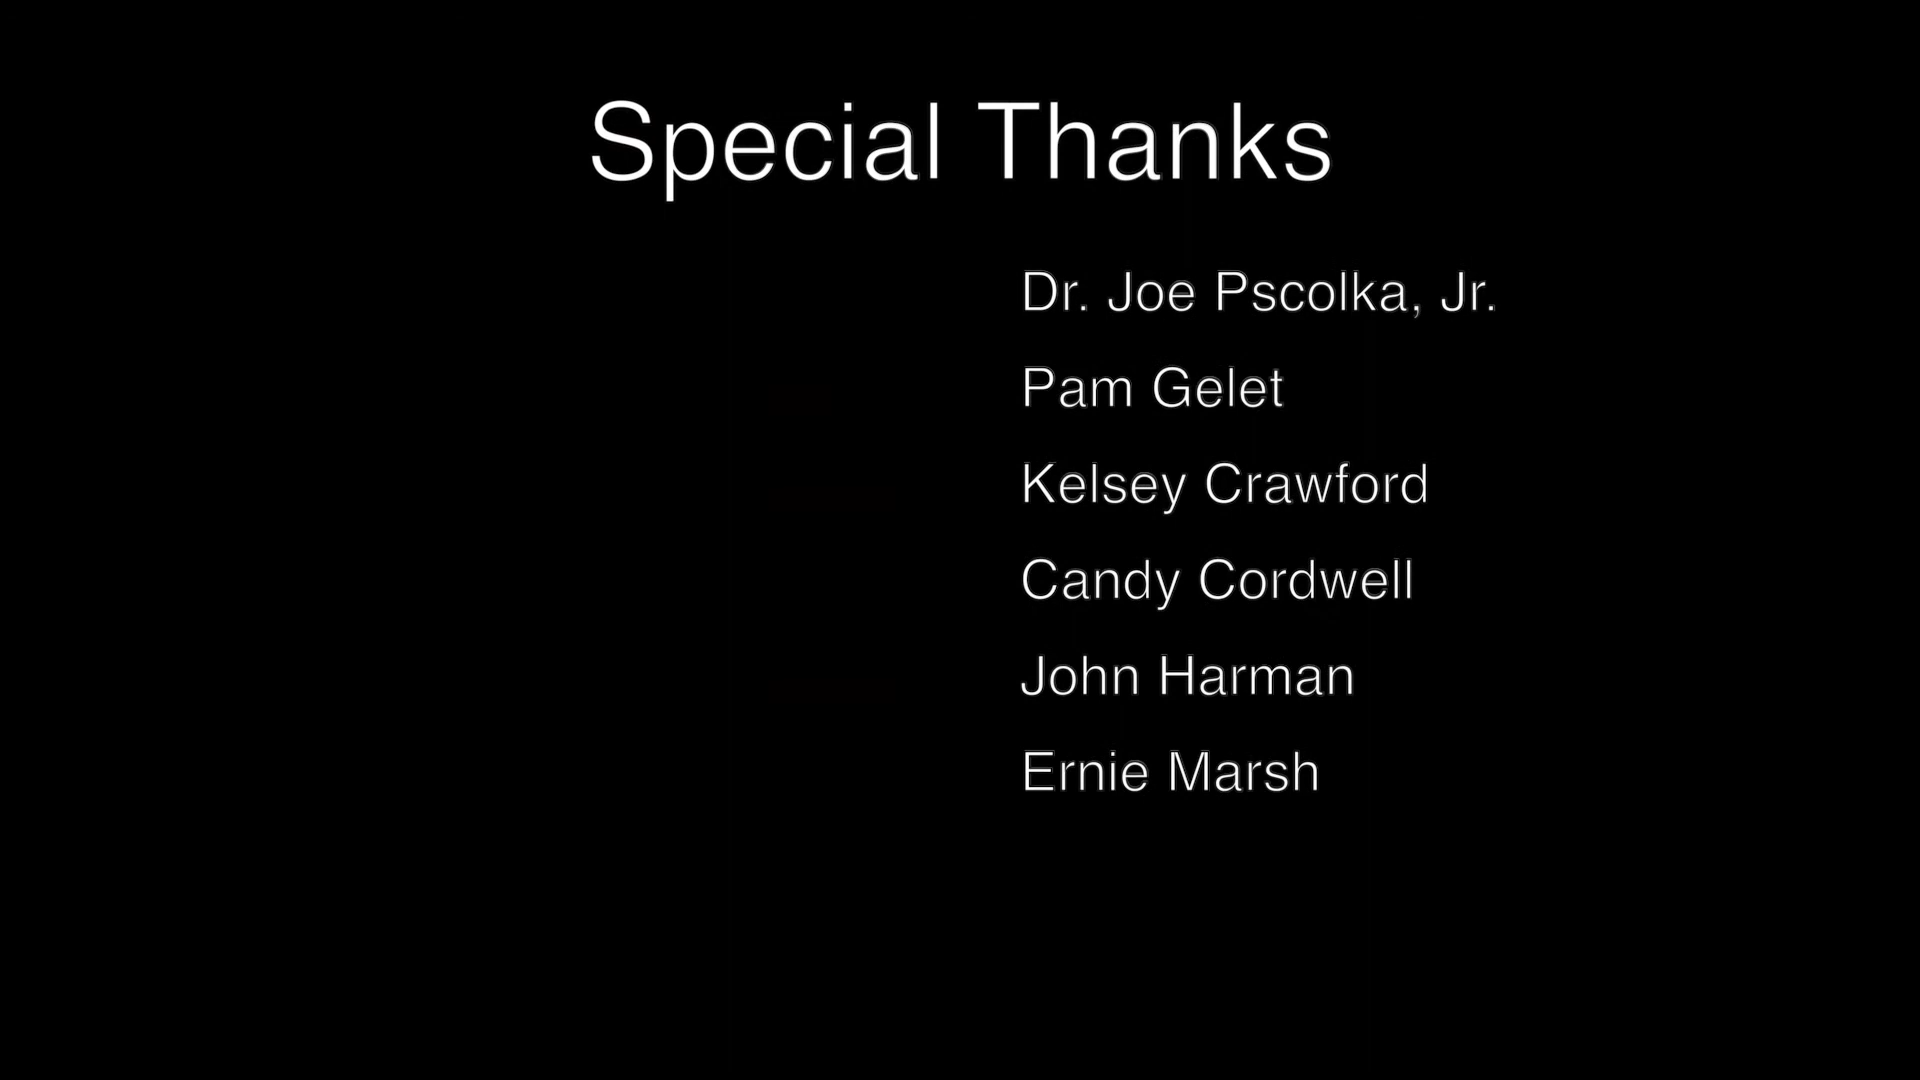 Special Thanks
Dr. Joe Pscolka, Jr.
Pam Gelet
Kelsey Crawford
Candy Cordwell
John Harman
Ernie Marsh